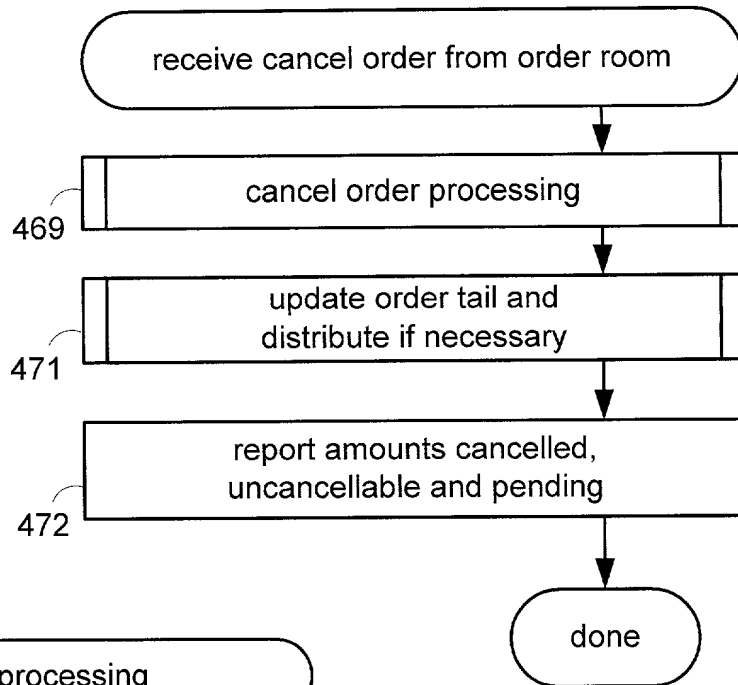 receive cancel order from order room
cancel order processing
469
update order tail and
distribute if necessary
471
report amounts cancelled,
uncancellable and pending
472
done
processing